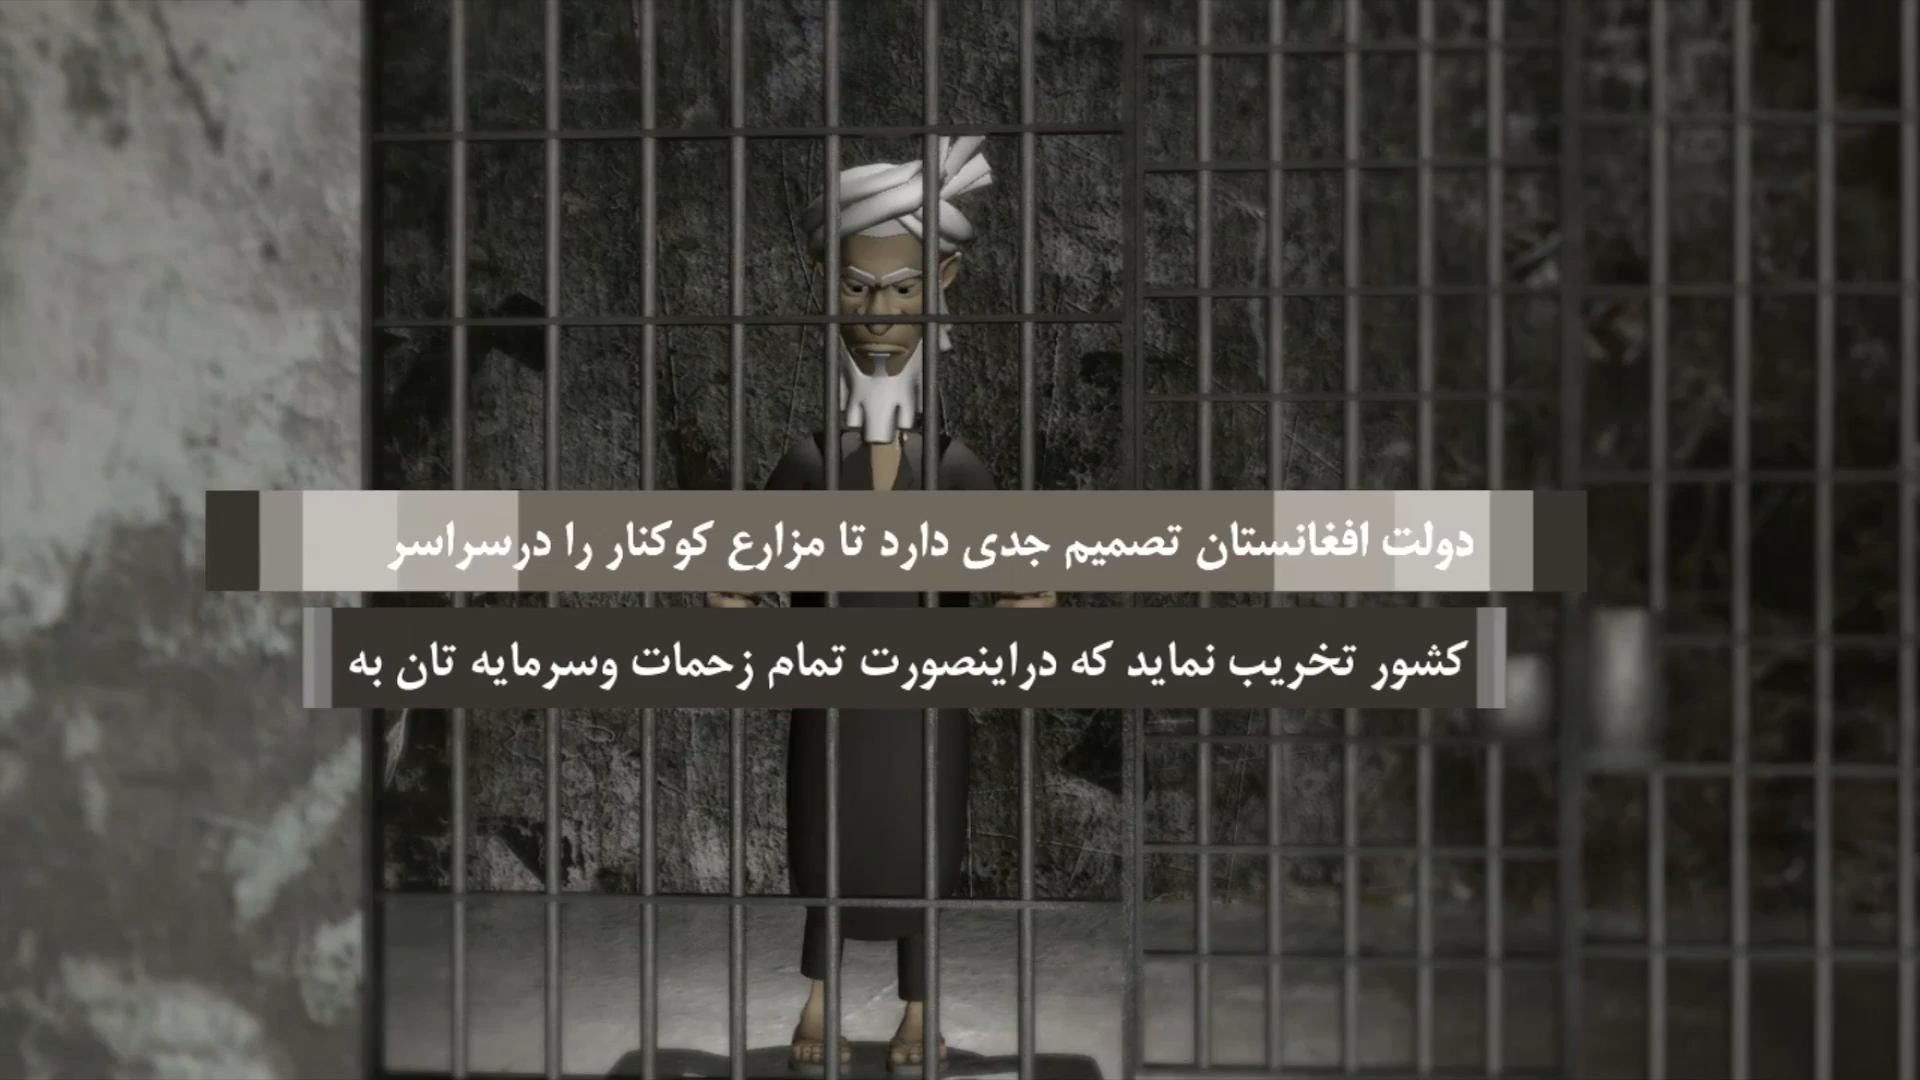 دولت افغانستان تصمیم جدی دارد تا مزارع کوکنار را درسراسر
کشور تخریب نماید که دراینصورت تمام زحمات وسرمایه تان به